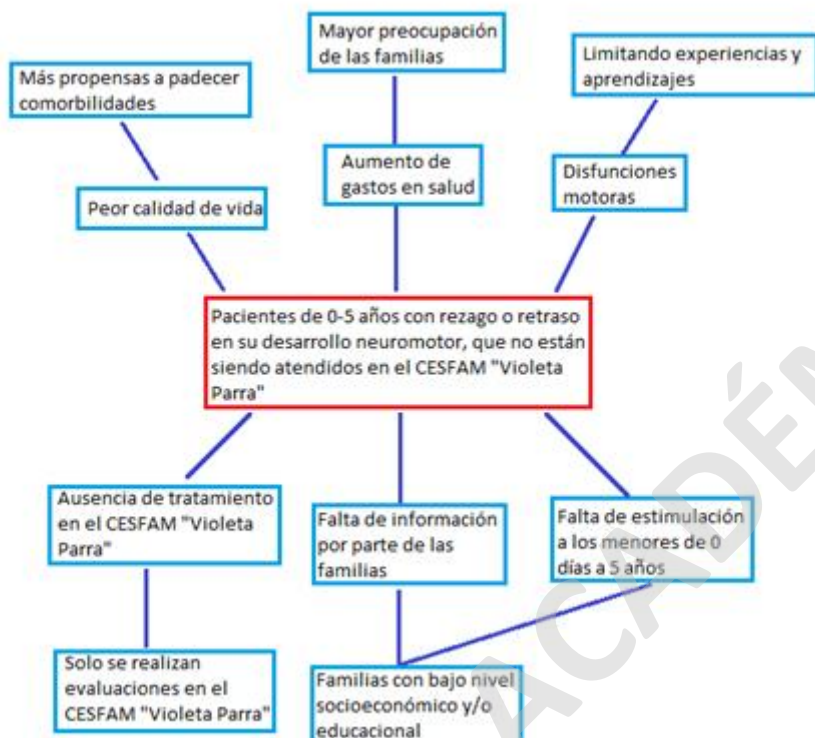 Mayor preocupación
de las familias
Limitando experiencias y
aprendizajes
Más propensas a padecer
comorbilidades
Aumento de
gastos en salud
Disfunciones
motoras
Peor calidad de vida
Pacientes de 0-5 años con rezago o retraso
en su desarrollo neuromotor, que no están
siendo atendidos en el CESFAM "Violeta
Parra"
Ausencia de tratamiento
en el CESFAM "Violeta
Parra"
Falta de información
por parte de las
familias
Falta de estimulación
a los menores de 0
días a 5 años
Solo se realizan
evaluaciones en el
CESFAM "Violeta Parra"
Familias con bajo nivel
socioeconómico y/o
educacional